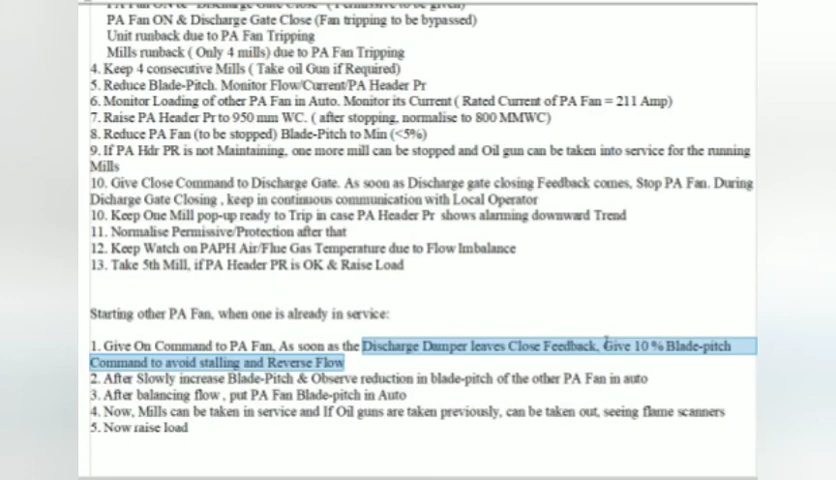 PA Fan ON & Discharge Gate Close (Permissive to be given)
PA Fan ON & Discharge Gate Close (Fan tripping to be bypassed)
Unit runback due to PA Fan Tripping
Mills runback ( Only 4 mills) due to PA Fan Tripping
4. Keep 4 consecutive Mills ( Take oil Gun if Required)
5. Reduce Blade-Pitch. Monitor Flow/Current/PA Header Pr
6. Monitor Loading of other PA Fan in Auto. Monitor its Current ( Rated Current of PA Fan = 211 Amp)
7. Raise PA Header Pr to 950 mm WC. ( after stopping, normalise to 800 MMWC)
8. Reduce PA Fan (to be stopped) Blade-Pitch to Min (<5%)
9. If PA Hdr PR is not Maintaining, one more mill can be stopped and Oil gun can be taken into service for the running
Mills
10. Give Close Command to Discharge Gate. As soon as Discharge gate closing Feedback comes, Stop PA Fan. During
Dicharge Gate Closing , keep in continuous communication with Local Operator
10. Keep One Mill pop-up ready to Trip in case PA Header Pr shows alarming downward Trend
11. Normalise Permissive/Protection after that
12. Keep Watch on PAPH Air/Flue Gas Temperature due to Flow Imbalance
13. Take 5th Mill, if PA Header PR is OK & Raise Load
Starting other PA Fan, when one is already in service:
1. Give On Command to PA Fan, As soon as the Discharge Damper leaves Close Feedback, Give 10 % Blade-pitch
Command to avoid stalling and Reverse Flow
2. After Slowly increase Blade-Pitch & Observe reduction in blade-pitch of the other PA Fan in auto
3. After balancing flow , put PA Fan Blade-pitch in Auto
4. Now, Mills can be taken in service and If Oil guns are taken previously, can be taken out, seeing flame scanners
5. Now raise load